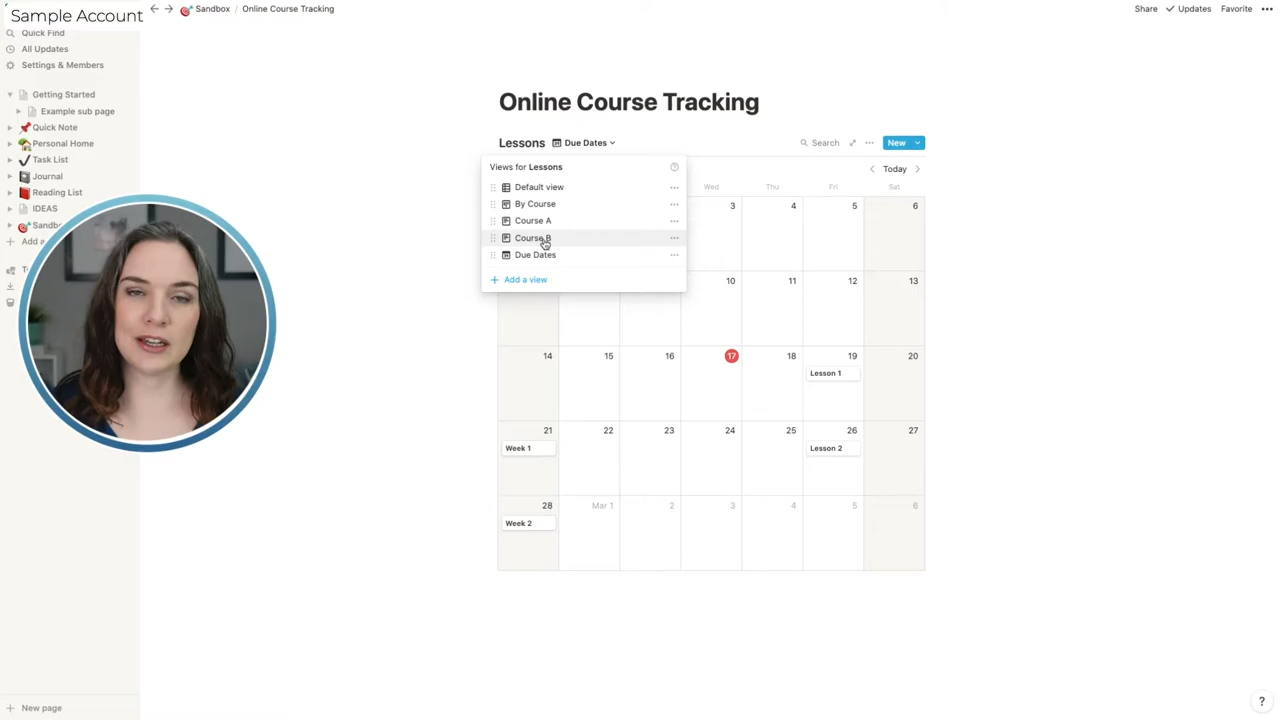 Sample Account
Sandbox / Online Course Tracking
Share Updates Favorite
Quick Find
All Updates
Settings & Members
Getting Started
Example sub page
Quick Note
Personal Home
Task List
Journal
Reading List
IDEAS
Add a
New page
Online Course Tracking
Lessons Due Dates
Search New
Views for Lessons
Default view
By Course
Course A
Course B
Due Dates
+ Add a view
Today
Wed Thu Fri Sat
3 4 5 6
10 11 12 13
14 15 16 17 18 19 20
Lesson 1
21 22 23 24 25 26 27
Week 1 Lesson 2
28 Mar 1 2 3 4 5 6
Week 2
?